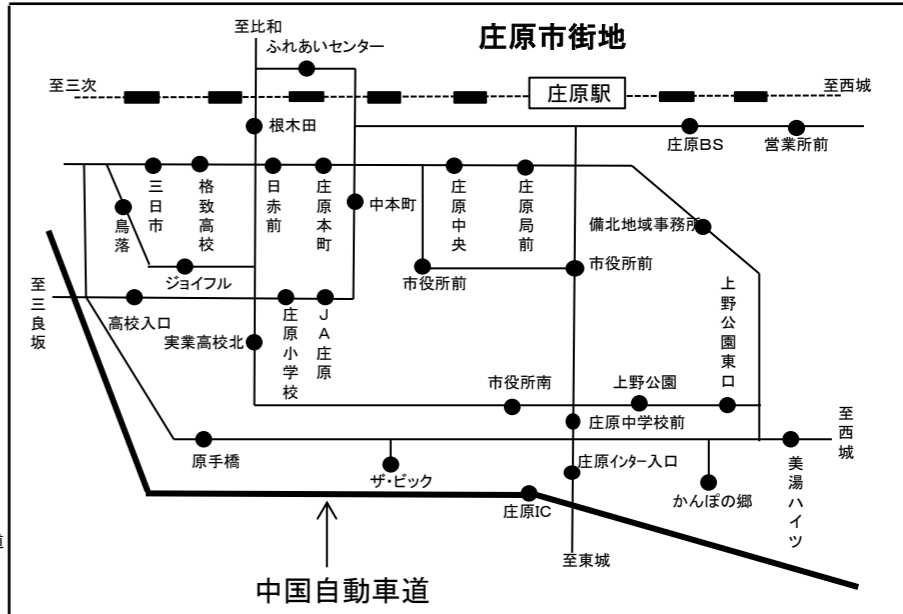 庄原市街地
至比和
ふれあいセンター
至三次
庄原駅
至西城
根木田
庄原BS
営業所前
三日市
格致高校
日赤前
庄原本町
中本町
庄原中央
庄原局前
備北地域事務所
鳥落
ジョイフル
市役所前
市役所前
上野公園東口
至三良坂
高校入口
庄原小学校
JA庄原
実業高校北
市役所南
上野公園
庄原中学校前
至西城
原手橋
ザ・ビック
庄原インター入口
かんぽの郷
美湯ハイツ
庄原IC
道
至東城
中国自動車道